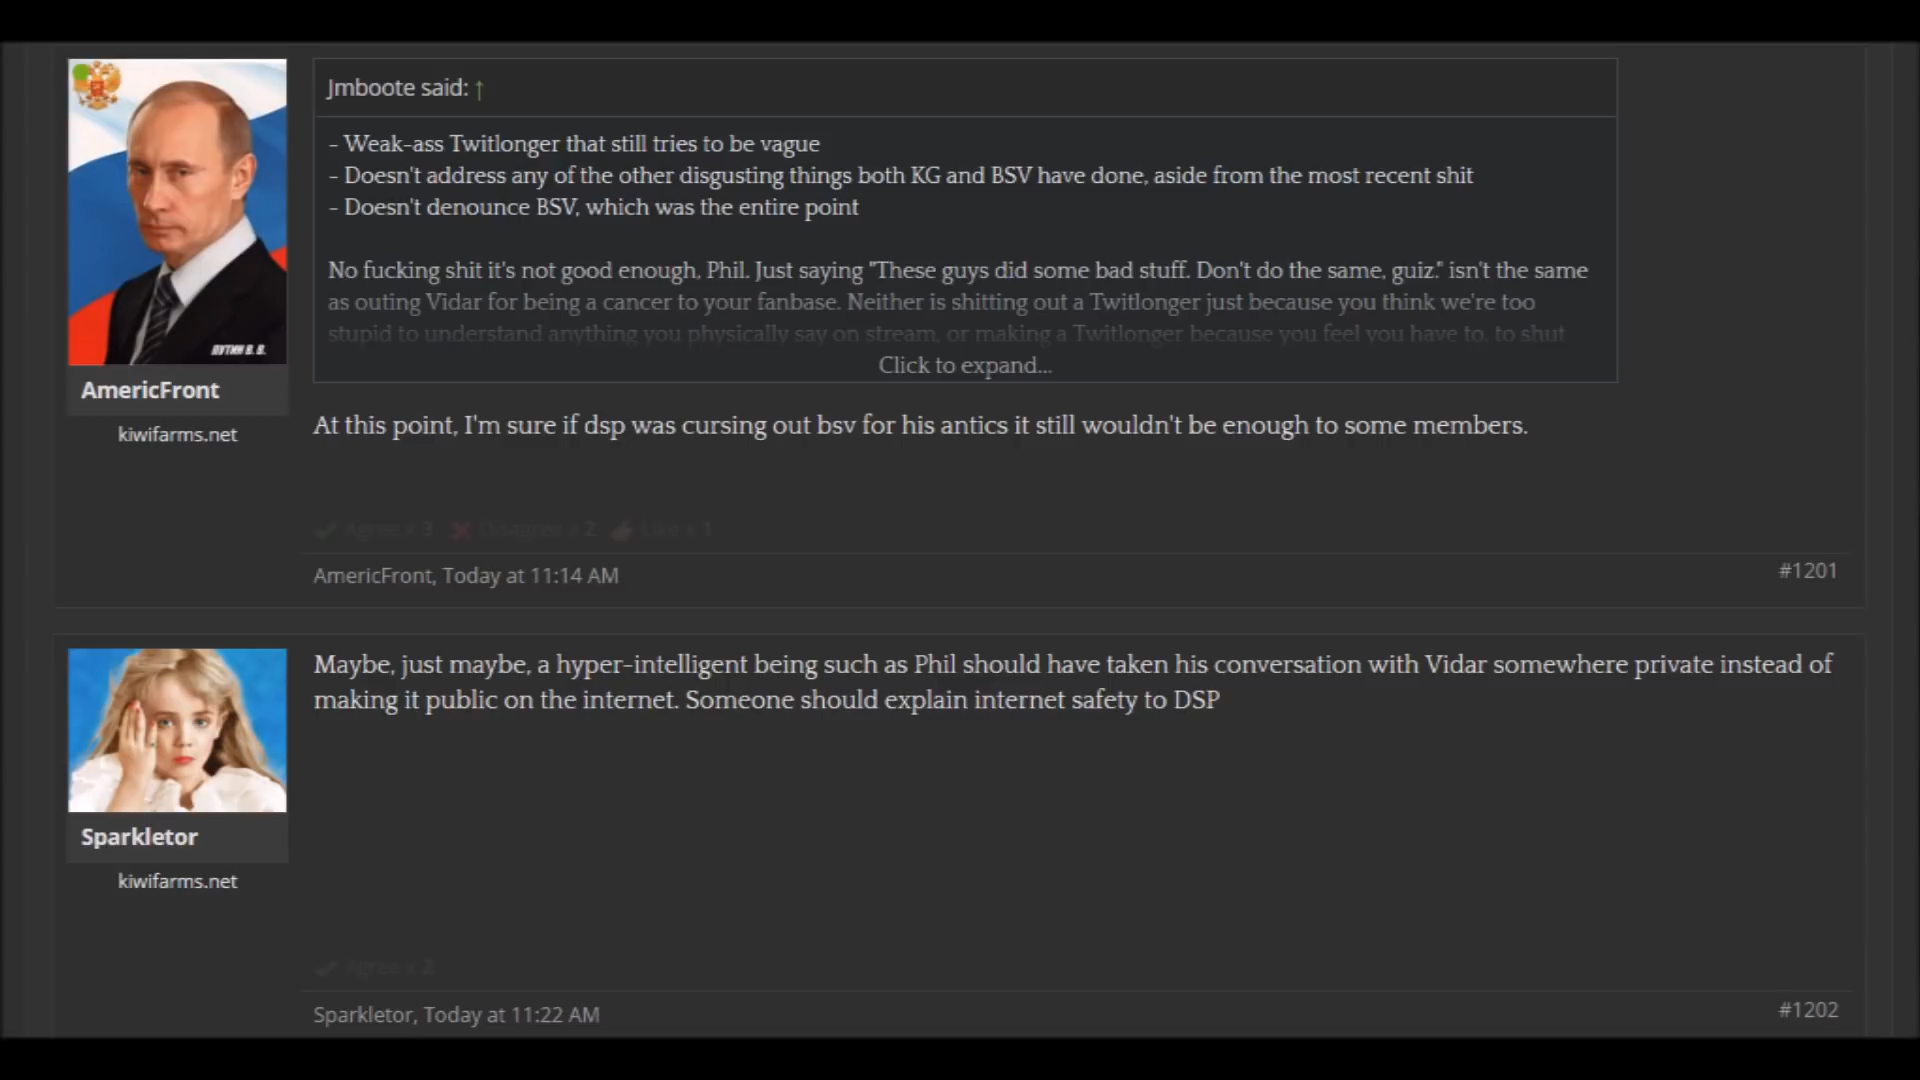 Jmboote said: ↑
- Weak-ass Twitlonger that still tries to be vague
- Doesn't address any of the other disgusting things both KG and BSV have done, aside from the most recent shit
- Doesn't denounce BSV, which was the entire point
No fucking shit it's not good enough, Phil. Just saying "These guys did some bad stuff. Don't do the same, guiz." isn't the same
as outing Vidar for being a cancer to your fanbase. Neither is shitting out a Twitlonger just because you think we're too
stupid to understand anything you physically say on stream, or making a Twitlonger because you feel you have to, to shut
Click to expand...
ПУТИН В. В.
AmericFront
kiwifarms.net
At this point, I'm sure if dsp was cursing out bsv for his antics it still wouldn't be enough to some members.
Agree x 3 Disagree x 2 Like x 1
AmericFront, Today at 11:14 AM
#1201
Maybe, just maybe, a hyper-intelligent being such as Phil should have taken his conversation with Vidar somewhere private instead of
making it public on the internet. Someone should explain internet safety to DSP
Sparkletor
kiwifarms.net
Agree x 2
Sparkletor, Today at 11:22 AM
#1202